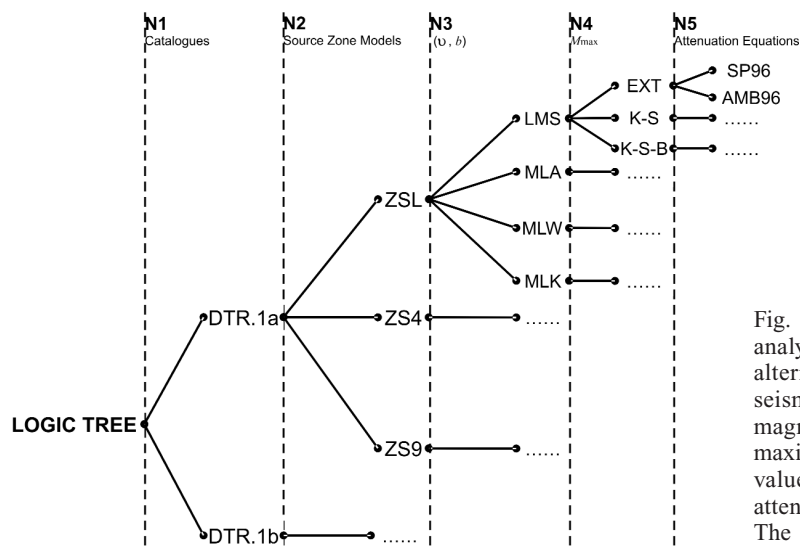 N1 N2 N3 N4 N5
Catalogues Source Zone Models (υ, b) Mmax Attenuation Equations
SP96
EXT
AMB96
LMS K-S ......
K-S-B ......
MLA ......
ZSL
MLW ......
MLK ......
DTR.1a ZS4 ......
LOGIC TREE
ZS9 ......
DTR.1b ......
Fig.
analy
alter
seism
magr
maxi
value
atten
The